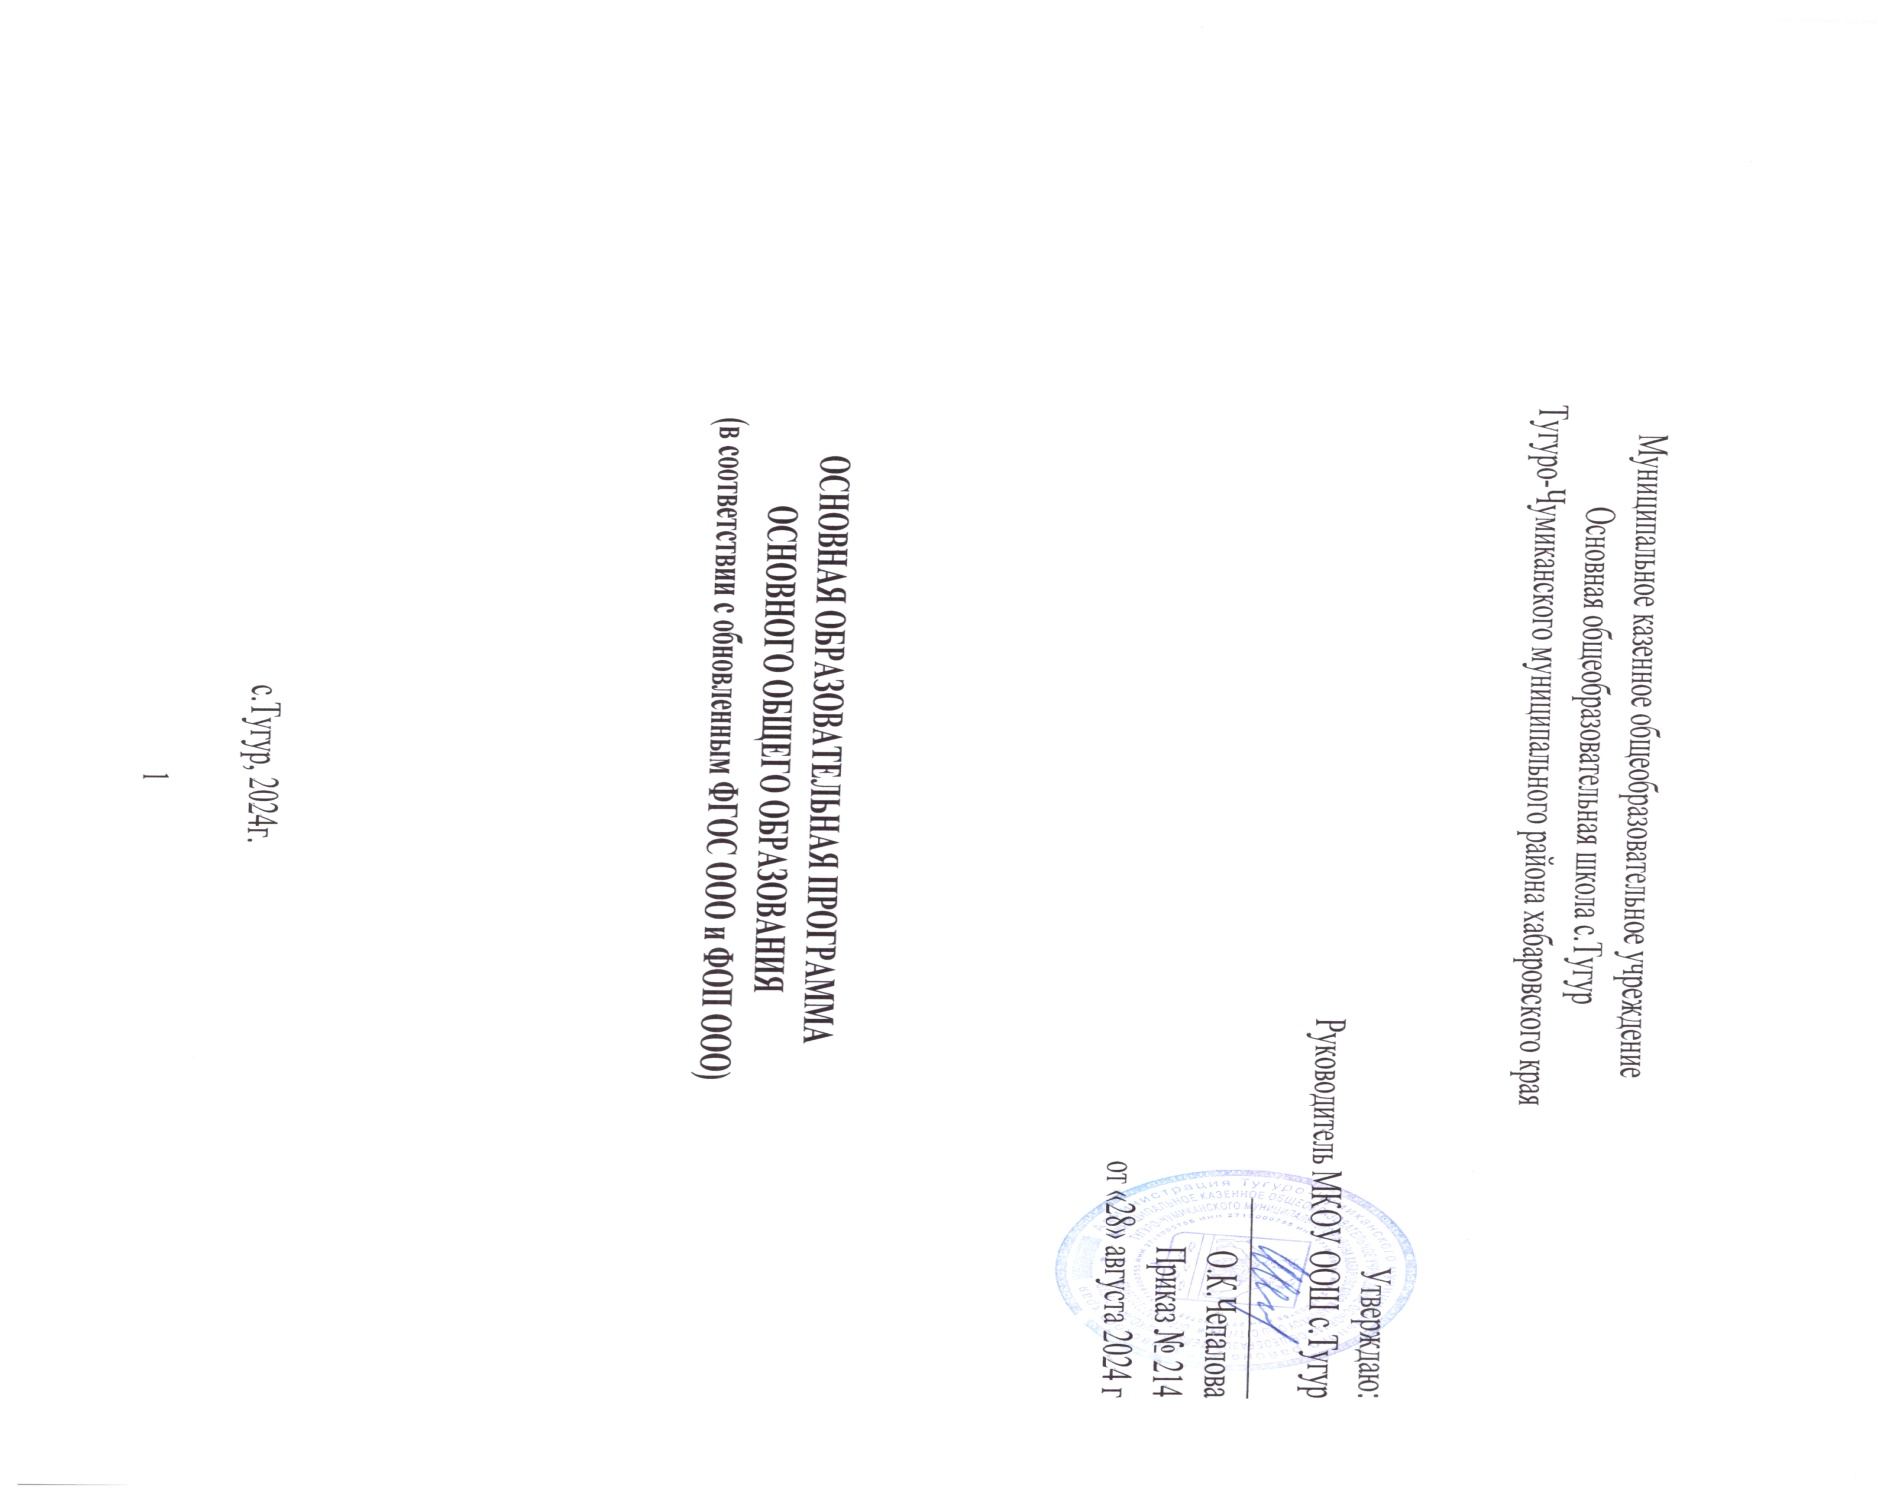 Муниципальное казенное общеобразовательное учреждение
Основная общеобразовательная школа с.Тугур
Тугуро-Чумиканского муниципального района хабаровского края
Утверждаю:
Руководитель МКОУ ООШ с.Тугур
О.К.Чепалова
Приказ № 214
от «28» августа 2024 г
ОСНОВНАЯ ОБРАЗОВАТЕЛЬНАЯ ПРОГРАММА
ОСНОВНОГО ОБЩЕГО ОБРАЗОВАНИЯ
(в соответствии с обновленным ФГОС ООО и ФОП ООО)
с.Тугур, 2024г.
1